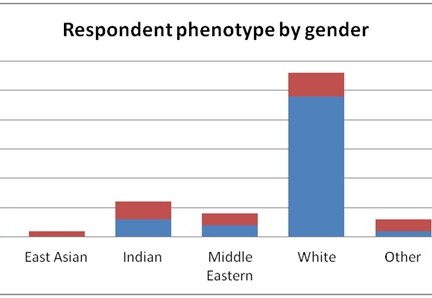 Respondent phenotype by gender
East Asian
Indian
Middle
Eastern
White
Other